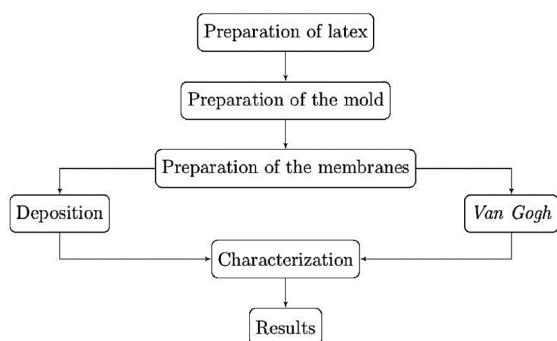 Preparation of latex
Preparation of the mold
Preparation of the membranes
Deposition
Van Gogh
Characterization
Results